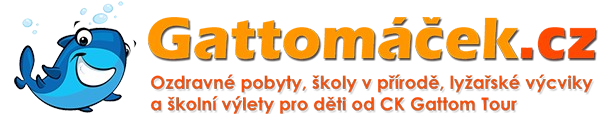 Gattomáček.cz
Ozdravné pobyty, školy v přírodě, lyžařské výcviky
a školní výlety pro děti od CK Gattom Tour